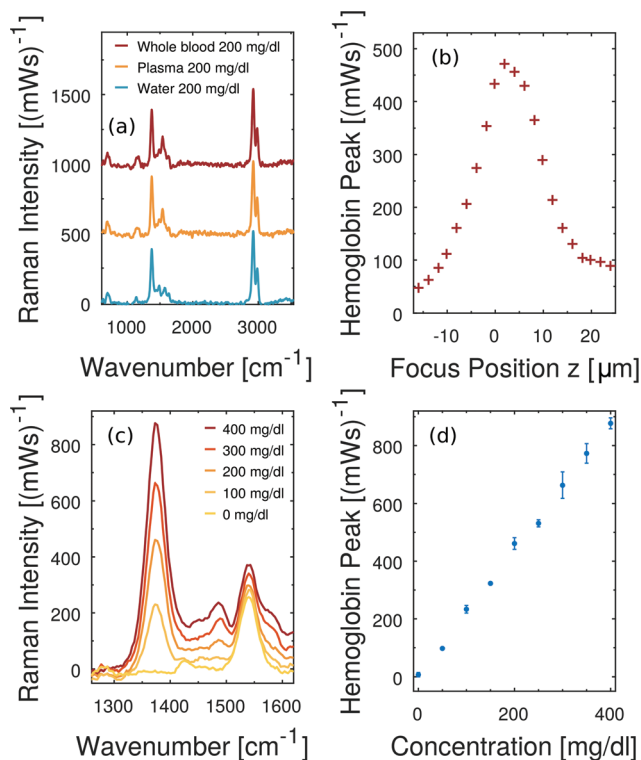 Whole blood 200 mg/dl
Plasma 200 mg/dl
Water 200 mg/dl
(a)
Raman Intensity [(mWs)⁻¹]
1500
1000
500
0
1000 2000 3000
Wavenumber [cm⁻¹]
(b)
Hemoglobin Peak [(mWs)⁻¹]
500
400
300
200
100
0
-10 0 10 20
Focus Position z [µm]
(c)
400 mg/dl
300 mg/dl
200 mg/dl
100 mg/dl
0 mg/dl
Raman Intensity [(mWs)⁻¹]
800
600
400
200
0
1300 1400 1500 1600
Wavenumber [cm⁻¹]
(d)
Hemoglobin Peak [(mWs)⁻¹]
800
600
400
200
0
0 200 400
Concentration [mg/dl]